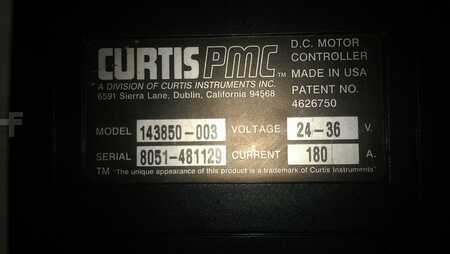 CURTIS PMC ™
A DIVISION OF CURTIS INSTRUMENTS INC.
6591 Sierra Lane, Dublin, California 94568
D.C. MOTOR
CONTROLLER
MADE IN USA
PATENT NO.
4626750
MODEL 143850-003 VOLTAGE 24-36 V.
SERIAL 8051-481129 CURRENT 180 A.
TM "The unique appearance of this product is a trademark of Curtis Instruments"
F